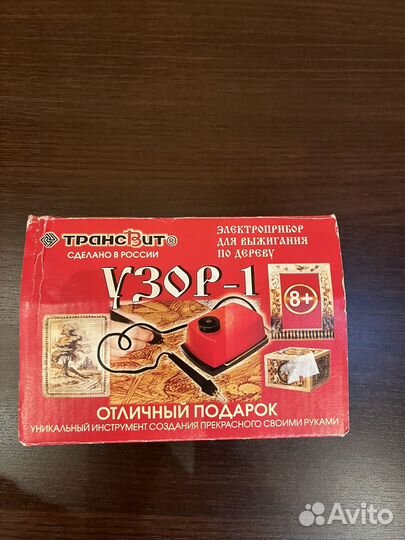 ТРАНСВИТ®
СДЕЛАНО В РОССИИ
ЭЛЕКТРОПРИБОР
ДЛЯ ВЫЖИГАНИЯ
ПО ДЕРЕВУ
УЗОР-1
8+
ОТЛИЧНЫЙ ПОДАРОК
УНИКАЛЬНЫЙ ИНСТРУМЕНТ СОЗДАНИЯ ПРЕКРАСНОГО СВОИМИ РУКАМИ
Avito